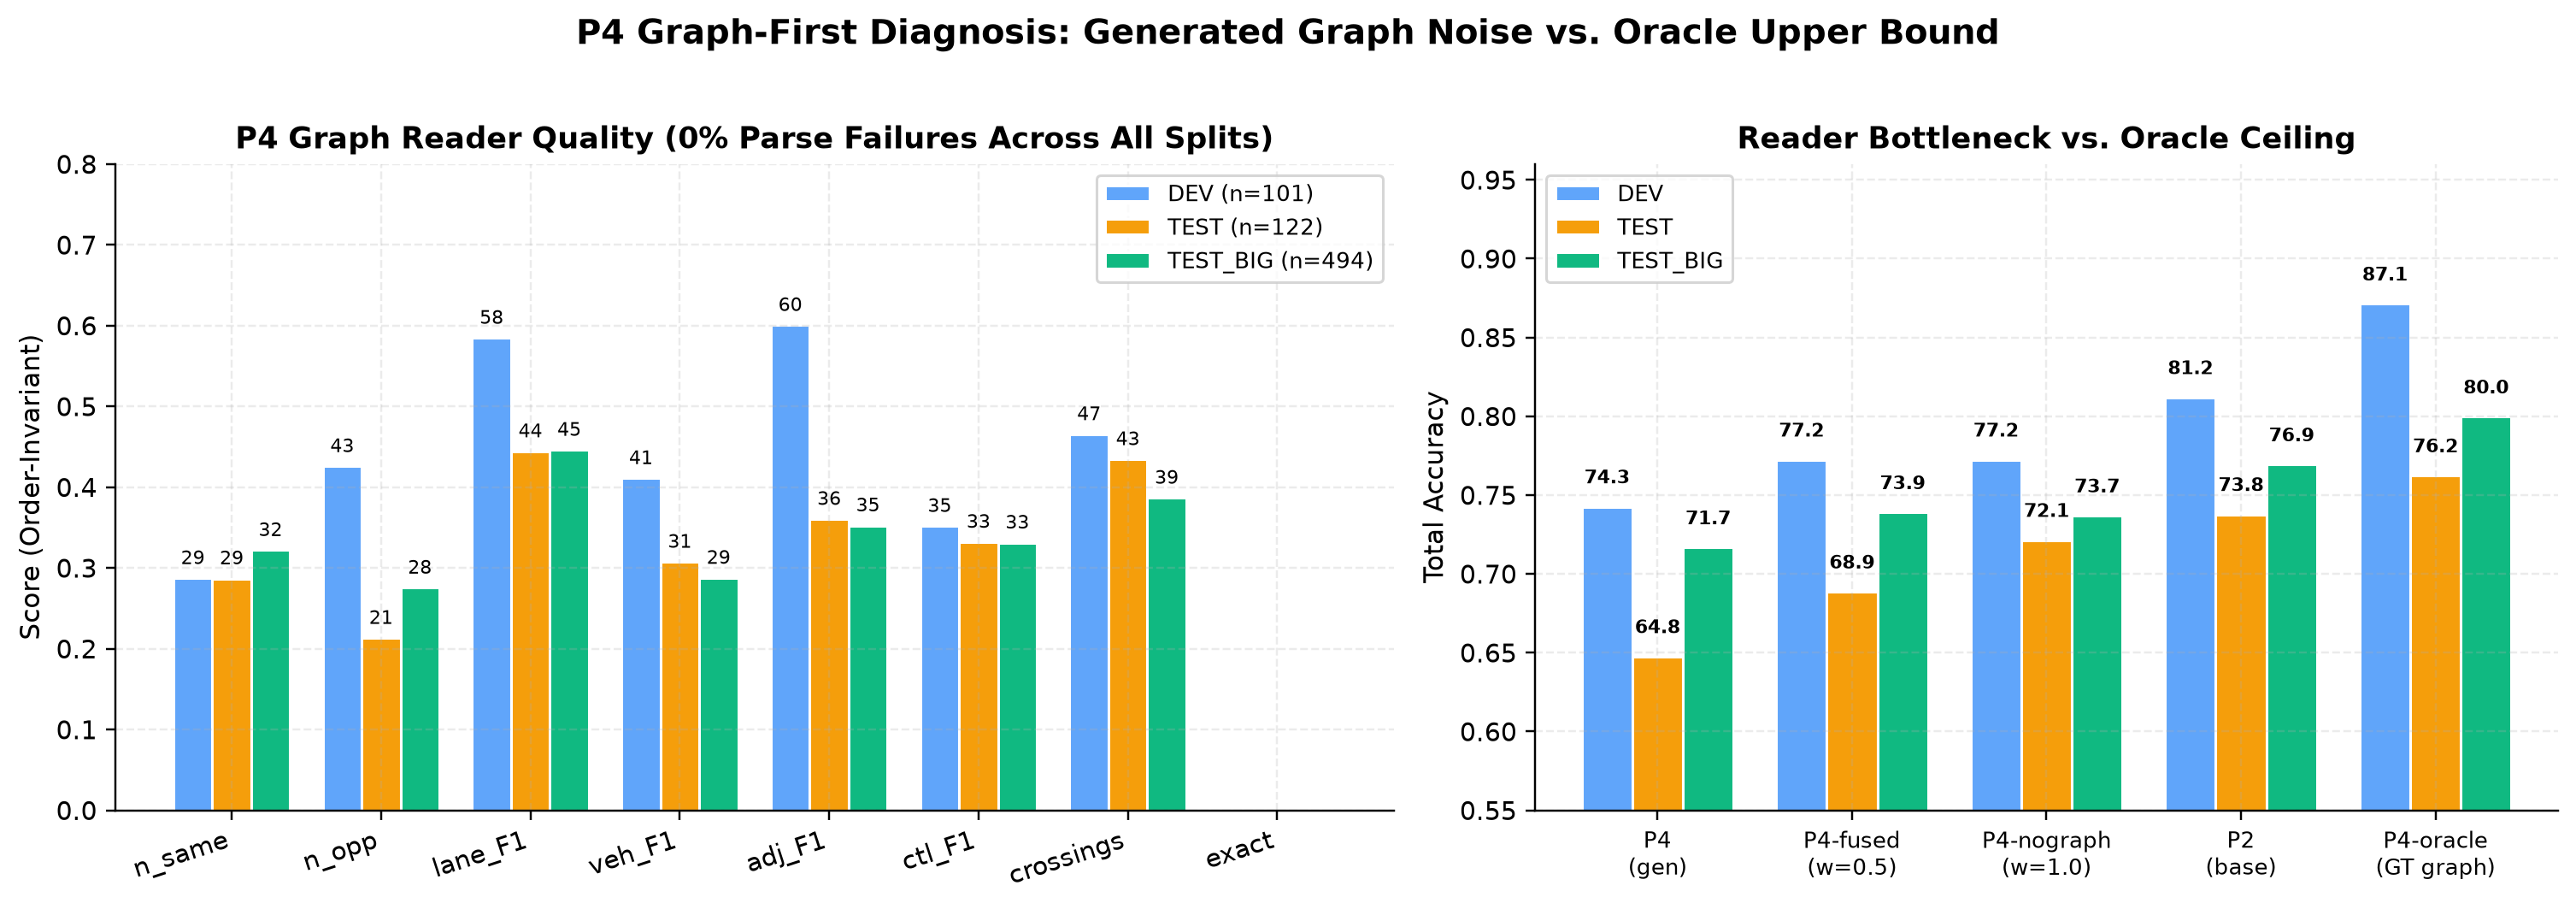 P4 Graph-First Diagnosis: Generated Graph Noise vs. Oracle Upper Bound
P4 Graph Reader Quality (0% Parse Failures Across All Splits)
Score (Order-Invariant)
0.8
0.7
0.6
0.5
0.4
0.3
0.2
0.1
0.0
DEV (n=101)
TEST (n=122)
TEST_BIG (n=494)
29 29 32
43 21 28
58 44 45
41 31 29
60 36 35
35 33 33
47 43 39
n_same
n_opp
lane_F1
veh_F1
adj_F1
ctl_F1
crossings
exact
Reader Bottleneck vs. Oracle Ceiling
Total Accuracy
0.95
0.90
0.85
0.80
0.75
0.70
0.65
0.60
0.55
DEV
TEST
TEST_BIG
74.3 64.8 71.7
77.2 68.9 73.9
77.2 72.1 73.7
81.2 73.8 76.9
87.1 76.2 80.0
P4
(gen)
P4-fused
(w=0.5)
P4-nograph
(w=1.0)
P2
(base)
P4-oracle
(GT graph)